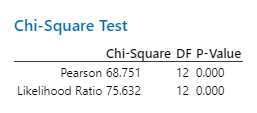 Chi-Square Test
Chi-Square DF P-Value
Pearson 68.751 12 0.000
Likelihood Ratio 75.632 12 0.000